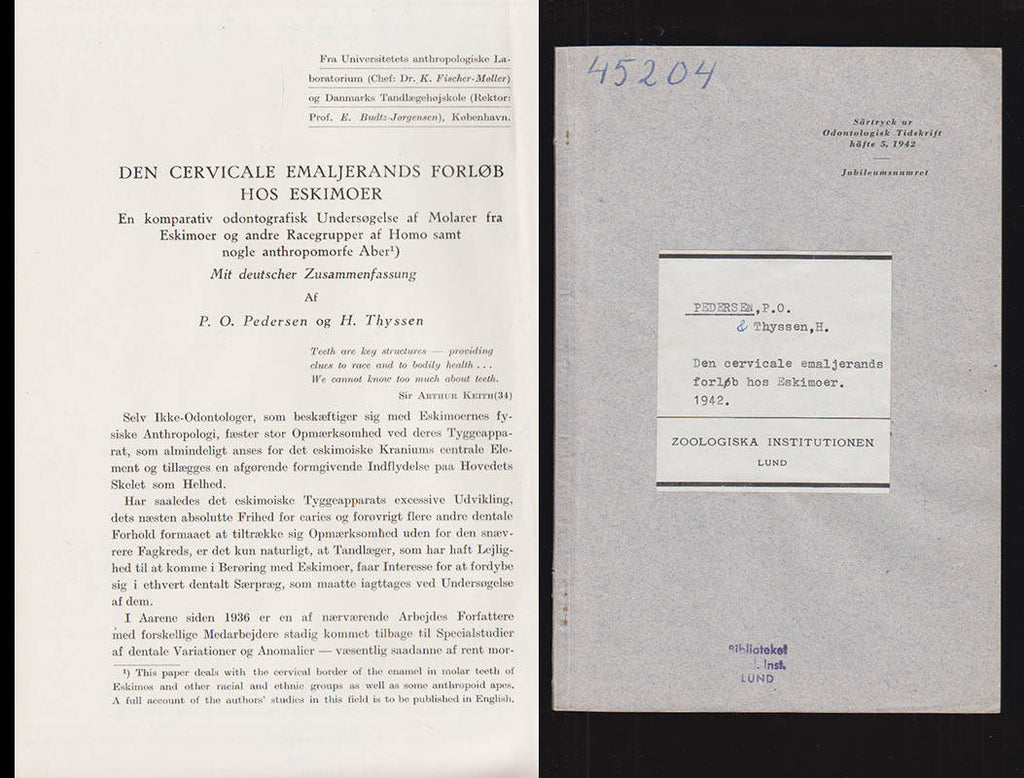 Fra Universitetets anthropologiske La-
boratorium (Chef: Dr. K. Fischer-Møller)
og Danmarks Tandlægehøjskole (Rektor:
Prof. E. Budtz-Jørgensen), København.
DEN CERVICALE EMALJERANDS FORLØB
HOS ESKIMOER
En komparativ odontografisk Undersøgelse af Molarer fra
Eskimoer og andre Racegrupper af Homo samt
nogle anthropomorfe Aber¹)
Mit deutscher Zusammenfassung
Af
P. O. Pedersen og H. Thyssen
Teeth are key structures — providing
clues to race and to bodily health . . .
We cannot know too much about teeth.
Sir ARTHUR KEITH(34)
Selv Ikke-Odontologer, som beskæftiger sig med Eskimoernes fy-
siske Anthropologi, fæster stor Opmærksomhed ved deres Tyggeappa-
rat, som almindeligt anses for det eskimoiske Kraniums centrale Ele-
ment og tillægges en afgørende formgivende Indflydelse paa Hovedets
Skelet som Helhed.
Har saaledes det eskimoiske Tyggeapparats excessive Udvikling,
dets næsten absolutte Frihed for caries og forøvrigt flere andre dentale
Forhold formaaet at tiltrække sig Opmærksomhed uden for den snæv-
rere Fagkreds, er det kun naturligt, at Tandlæger, som har haft Lejlig-
hed til at komme i Berøring med Eskimoer, faar Interesse for at fordybe
sig i ethvert dentalt Særpræg, som maatte iagttages ved Undersøgelse
af dem.
I Aarene siden 1936 er en af nærværende Arbejdes Forfattere
med forskellige Medarbejdere stadig kommet tilbage til Specialstudier
af dentale Variationer og Anomalier — væsentlig saadanne af rent mor-
¹) This paper deals with the cervical border of the enamel in molar teeth of
Eskimos and other racial and ethnic groups as well as some anthropoid apes.
A full account of the authors' studies in this field is to be published in English.
45204
Särtryck ur
Odontologisk Tidskrift
häfte 5, 1942
Jubileumsnumret
PEDERSEN,P.O.
& Thyssen,H.
Den cervicale emaljerands
forløb hos Eskimoer.
1942.
ZOOLOGISKA INSTITUTIONEN
LUND
Biblioteket
. Inst.
LUND